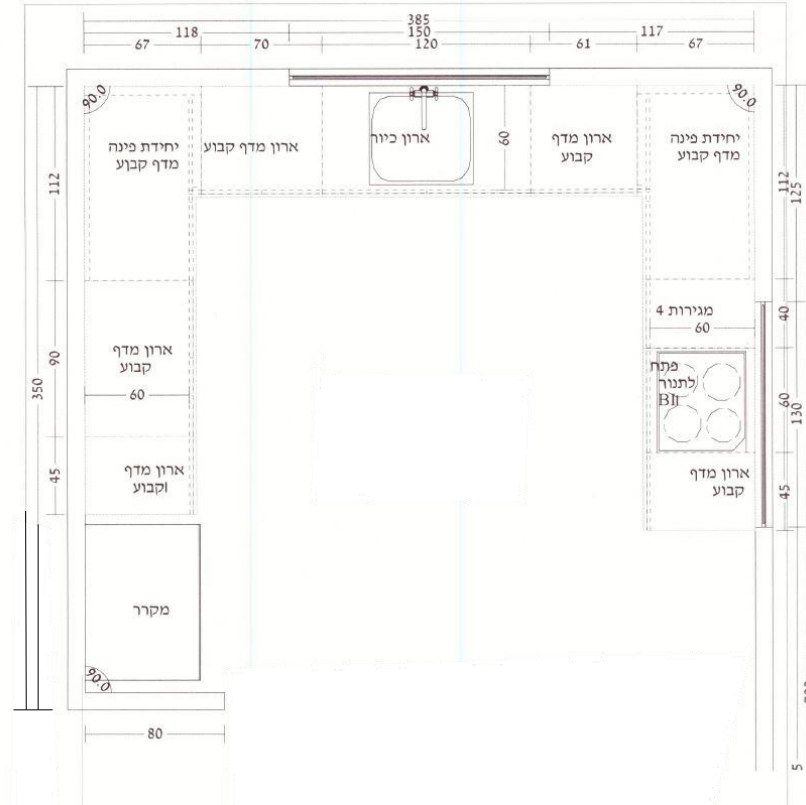 385
118 150 117
67 70 120 61 67
90.0
90.0
יחידת פינה
מדף קבןע
ארון מדף קבוע
ארון כיור
60
ארון מדף
קבוע
יחידת פינה
מדף קבוע
112
112
125
350
90
ארון מדף
קבוע
60
מגירות 4
60
40
פתח
לתנור
BI
60
130
45
ארון מדף
וקבוע
ארון מדף
קבוע
45
מקרר
90.0
80
5